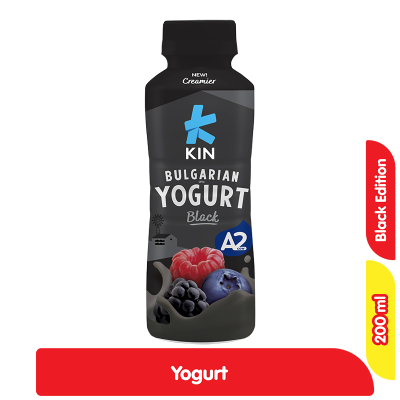 NEW!
Creamier
KIN
BULGARIAN
YOGURT
Black
A2
Black Edition
200 ml
Yogurt